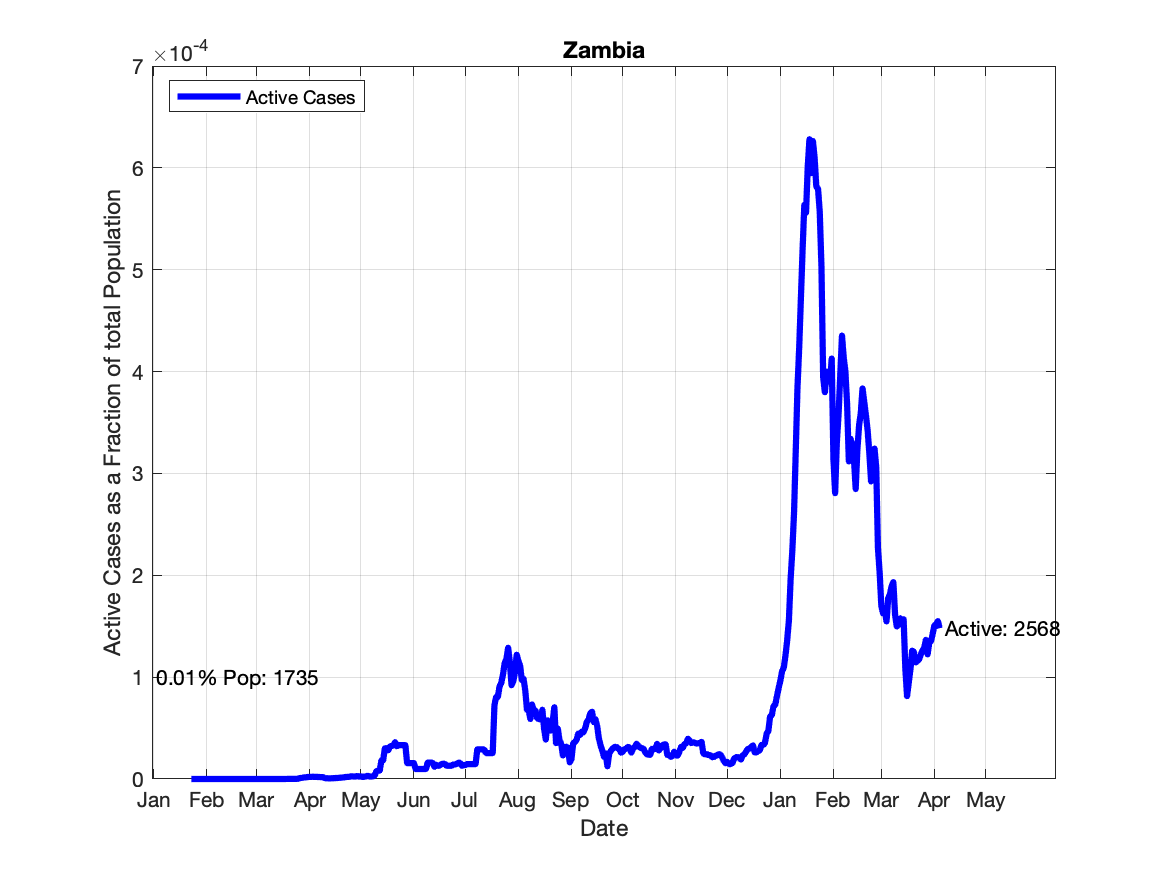 Zambia
×10-4
Active Cases
7
6
5
4
3
2
1
0
Active Cases as a Fraction of total Population
0.01% Pop: 1735
Active: 2568
Jan Feb Mar Apr May Jun Jul Aug Sep Oct Nov Dec Jan Feb Mar Apr May
Date